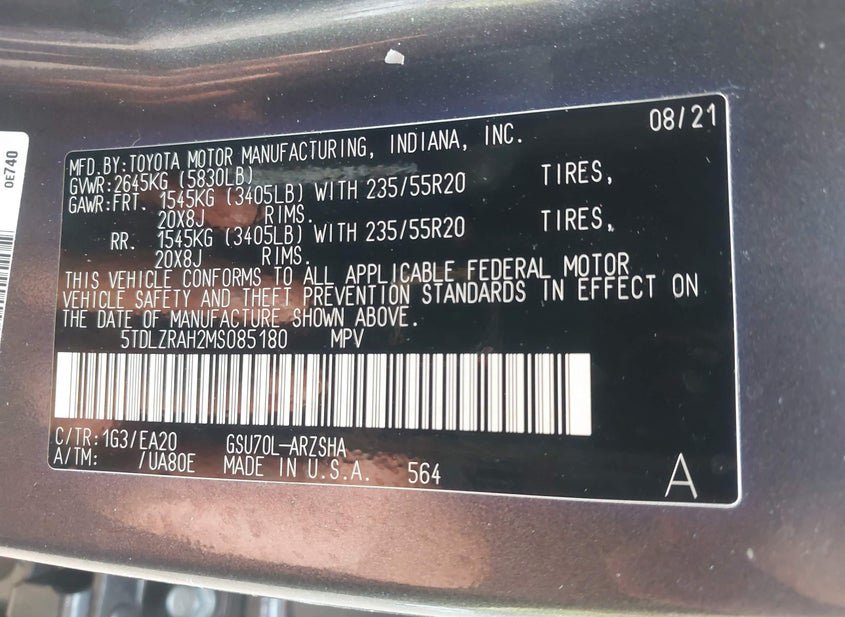 08/21
MFD.BY:TOYOTA MOTOR MANUFACTURING, INDIANA, INC.
GVWR:2645KG (5830LB)
GAWR:FRT. 1545KG (3405LB) WITH 235/55R20 TIRES,
20X8J RIMS.
RR. 1545KG (3405LB) WITH 235/55R20 TIRES,
20X8J RIMS.
THIS VEHICLE CONFORMS TO ALL APPLICABLE FEDERAL MOTOR
VEHICLE SAFETY AND THEFT PREVENTION STANDARDS IN EFFECT ON
THE DATE OF MANUFACTURE SHOWN ABOVE.
5TDLZRAH2MS085180 MPV
C/TR:1G3/EA20 GSU70L-ARZSHA
A/TM: /UA80E MADE IN U.S.A. 564
A
0E740